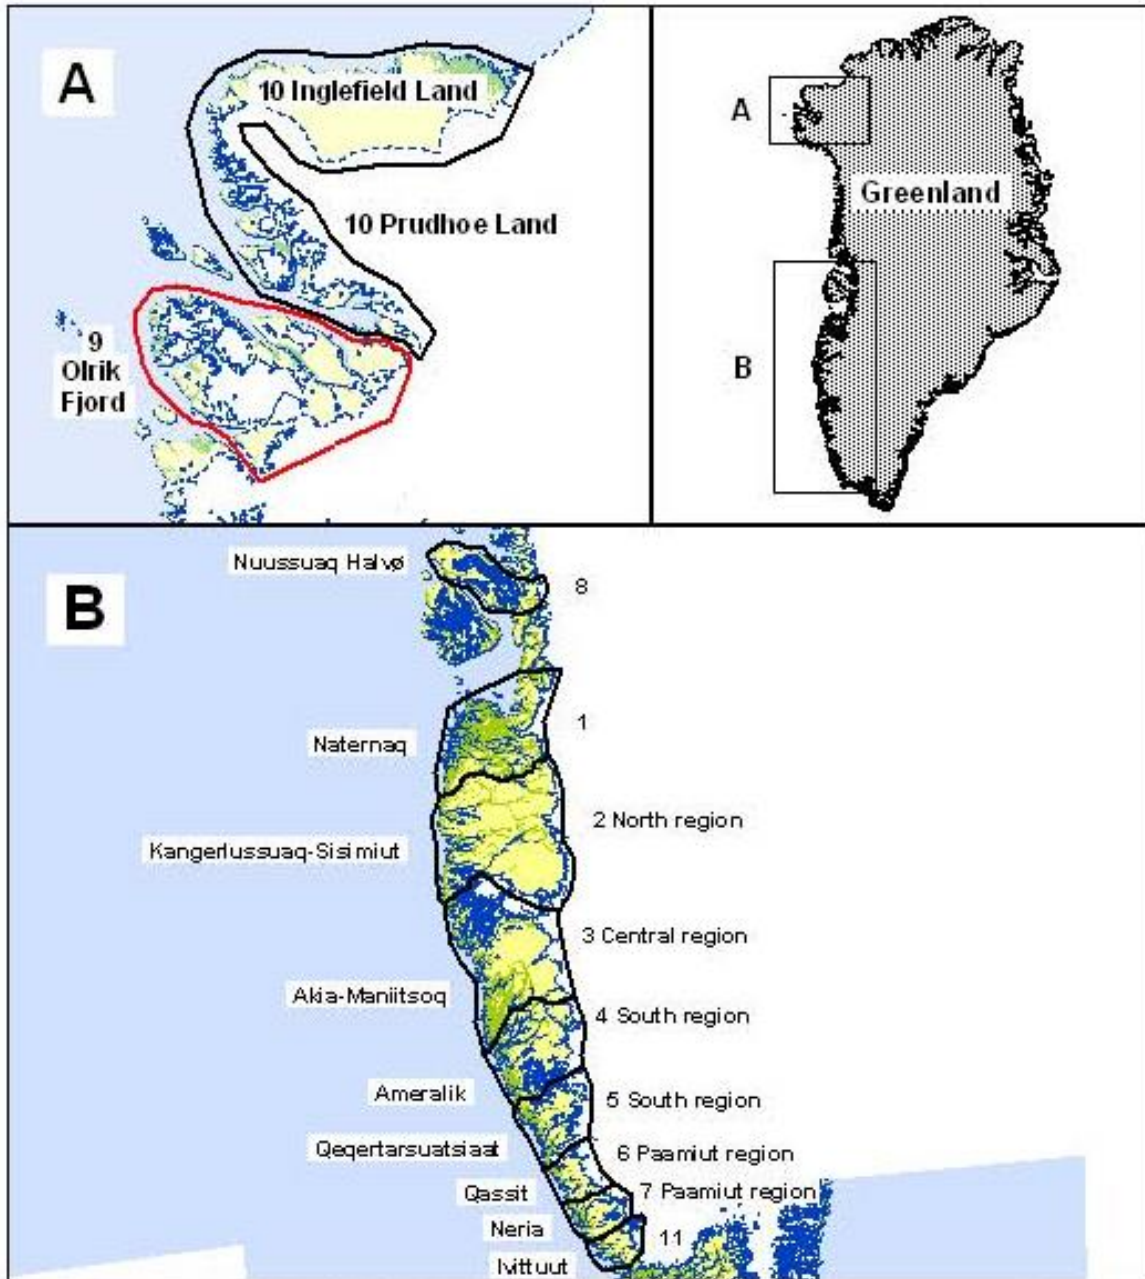 A
10 Inglefield Land
10 Prudhoe Land
9
Olrik
Fjord
A
Greenland
B
B
Nuussuaq Halvø
8
1
Naternaq
2 North region
Kangerlussuaq-Sisimiut
3 Central region
Akia-Maniitsoq
4 South region
Ameralik
5 South region
Qeqertarsuatsiaat
6 Paamiut region
Qassit
7 Paamiut region
Neria
11
Ivittuut